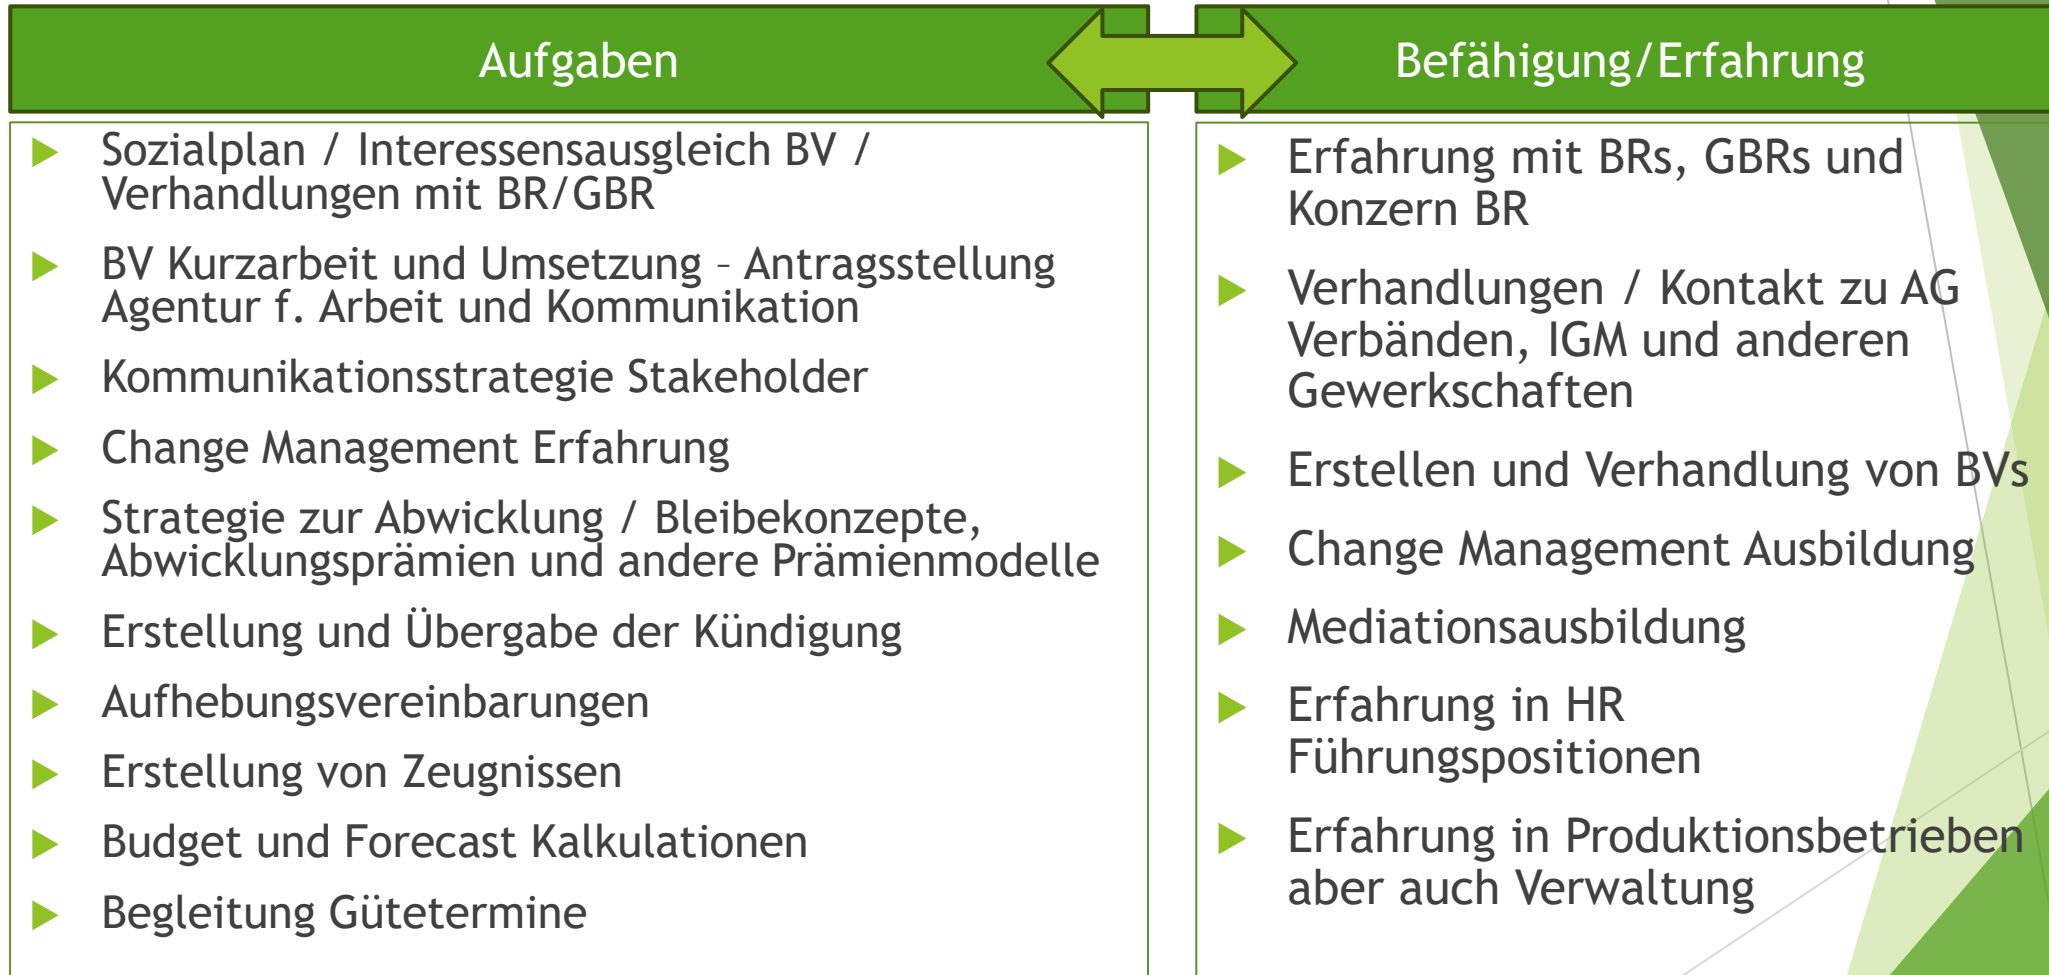 Aufgaben
Sozialplan / Interessensausgleich BV /
Verhandlungen mit BR/GBR
BV Kurzarbeit und Umsetzung – Antragsstellung
Agentur f. Arbeit und Kommunikation
Kommunikationsstrategie Stakeholder
Change Management Erfahrung
Strategie zur Abwicklung / Bleibekonzepte,
Abwicklungsprämien und andere Prämienmodelle
Erstellung und Übergabe der Kündigung
Aufhebungsvereinbarungen
Erstellung von Zeugnissen
Budget und Forecast Kalkulationen
Begleitung Gütetermine
Befähigung/Erfahrung
Erfahrung mit BRs, GBRs und
Konzern BR
Verhandlungen / Kontakt zu AG
Verbänden, IGM und anderen
Gewerkschaften
Erstellen und Verhandlung von BVs
Change Management Ausbildung
Mediationsausbildung
Erfahrung in HR
Führungspositionen
Erfahrung in Produktionsbetrieben
aber auch Verwaltung